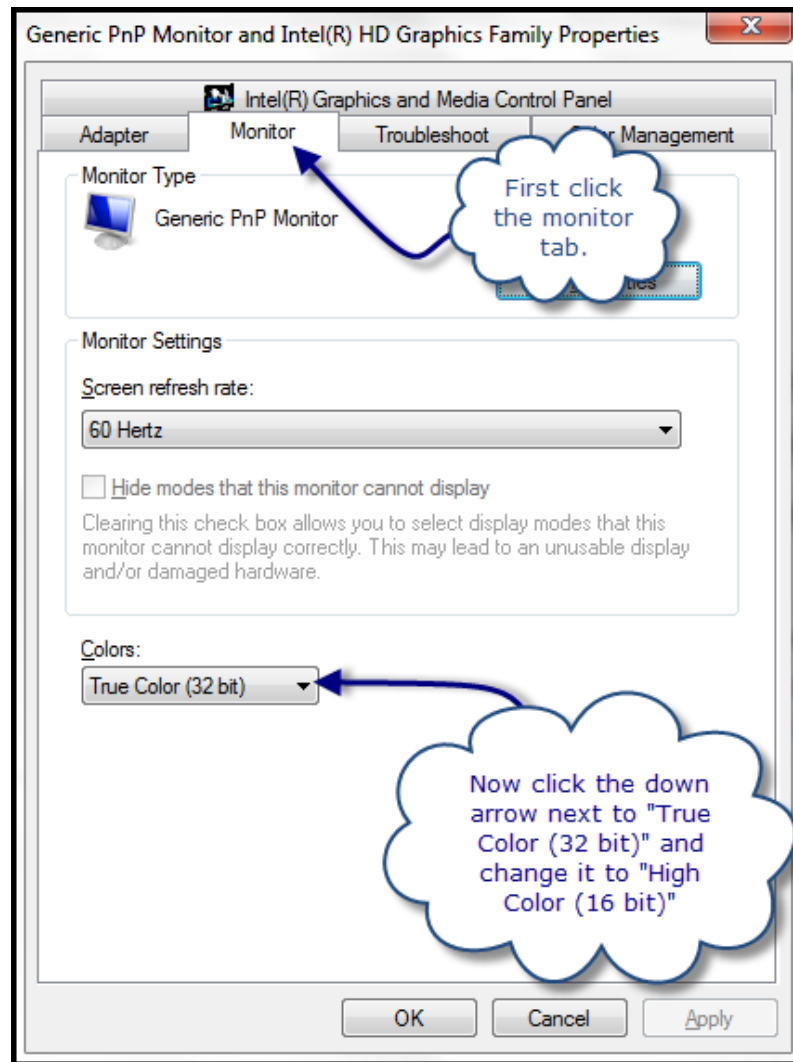 Generic PnP Monitor and Intel(R) HD Graphics Family Properties
Intel(R) Graphics and Media Control Panel
Adapter
Monitor
Troubleshoot
Management
First click
the monitor
tab.
Monitor Type
Generic PnP Monitor
Monitor Settings
Screen refresh rate:
60 Hertz
Hide modes that this monitor cannot display
Clearing this check box allows you to select display modes that this
monitor cannot display correctly. This may lead to an unusable display
and/or damaged hardware.
Colors:
True Color (32 bit)
Now click the down
arrow next to "True
Color (32 bit)" and
change it to "High
Color (16 bit)"
OK
Cancel
Apply